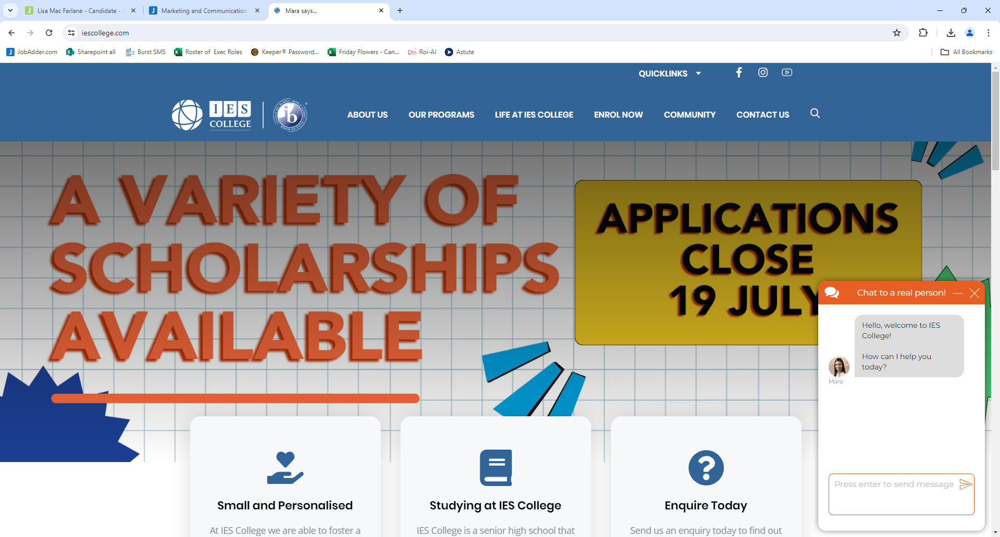 Lisa Mac Farlane - Candidate -
Marketing and Communication
Mara says...
iescollege.com
JobAdder.com
Sharepoint all
Burst SMS
Roster of Exec Roles
Keeper® Password...
Friday Flowers - Can...
Roi
Roi-AI
Astute
All Bookmarks
QUICKLINKS
IES
COLLEGE
ib
ABOUT US
OUR PROGRAMS
LIFE AT IES COLLEGE
ENROL NOW
COMMUNITY
CONTACT US
A VARIETY OF
SCHOLARSHIPS
AVAILABLE
APPLICATIONS
CLOSE
19 JULY
Chat to a real person!
Hello, welcome to IES
College!
How can I help you
today?
Mara
Press enter to send message
Small and Personalised
At IES College we are able to foster a
Studying at IES College
IES College is a senior high school that
Enquire Today
Send us an enquiry today to find out